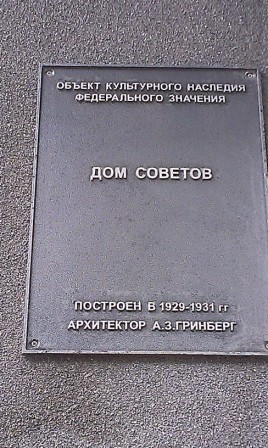 ОБЪЕКТ КУЛЬТУРНОГО НАСЛЕДИЯ
ФЕДЕРАЛЬНОГО ЗНАЧЕНИЯ
ДОМ СОВЕТОВ
ПОСТРОЕН В 1929-1931 гг
АРХИТЕКТОР А.З.ГРИНБЕРГ